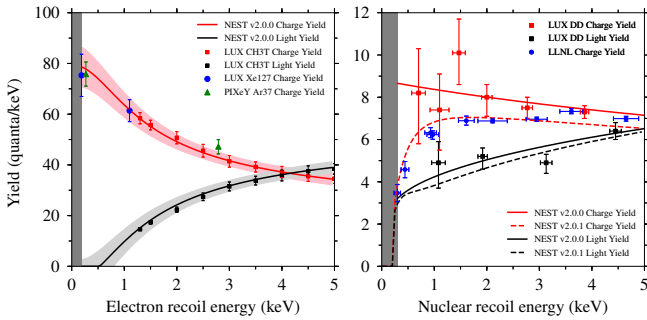 NEST v2.0.0 Charge Yield
NEST v2.0.0 Light Yield
LUX CH3T Charge Yield
LUX CH3T Light Yield
LUX Xe127 Charge Yield
PIXeY Ar37 Charge Yield
Yield (quanta/keV)
100
80
60
40
20
0
0 1 2 3 4 5
Electron recoil energy (keV)
LUX DD Charge Yield
LUX DD Light Yield
LLNL Charge Yield
12
10
8
6
4
2
0
NEST v2.0.0 Charge Yield
NEST v2.0.1 Charge Yield
NEST v2.0.0 Light Yield
NEST v2.0.1 Light Yield
0 1 2 3 4 5
Nuclear recoil energy (keV)